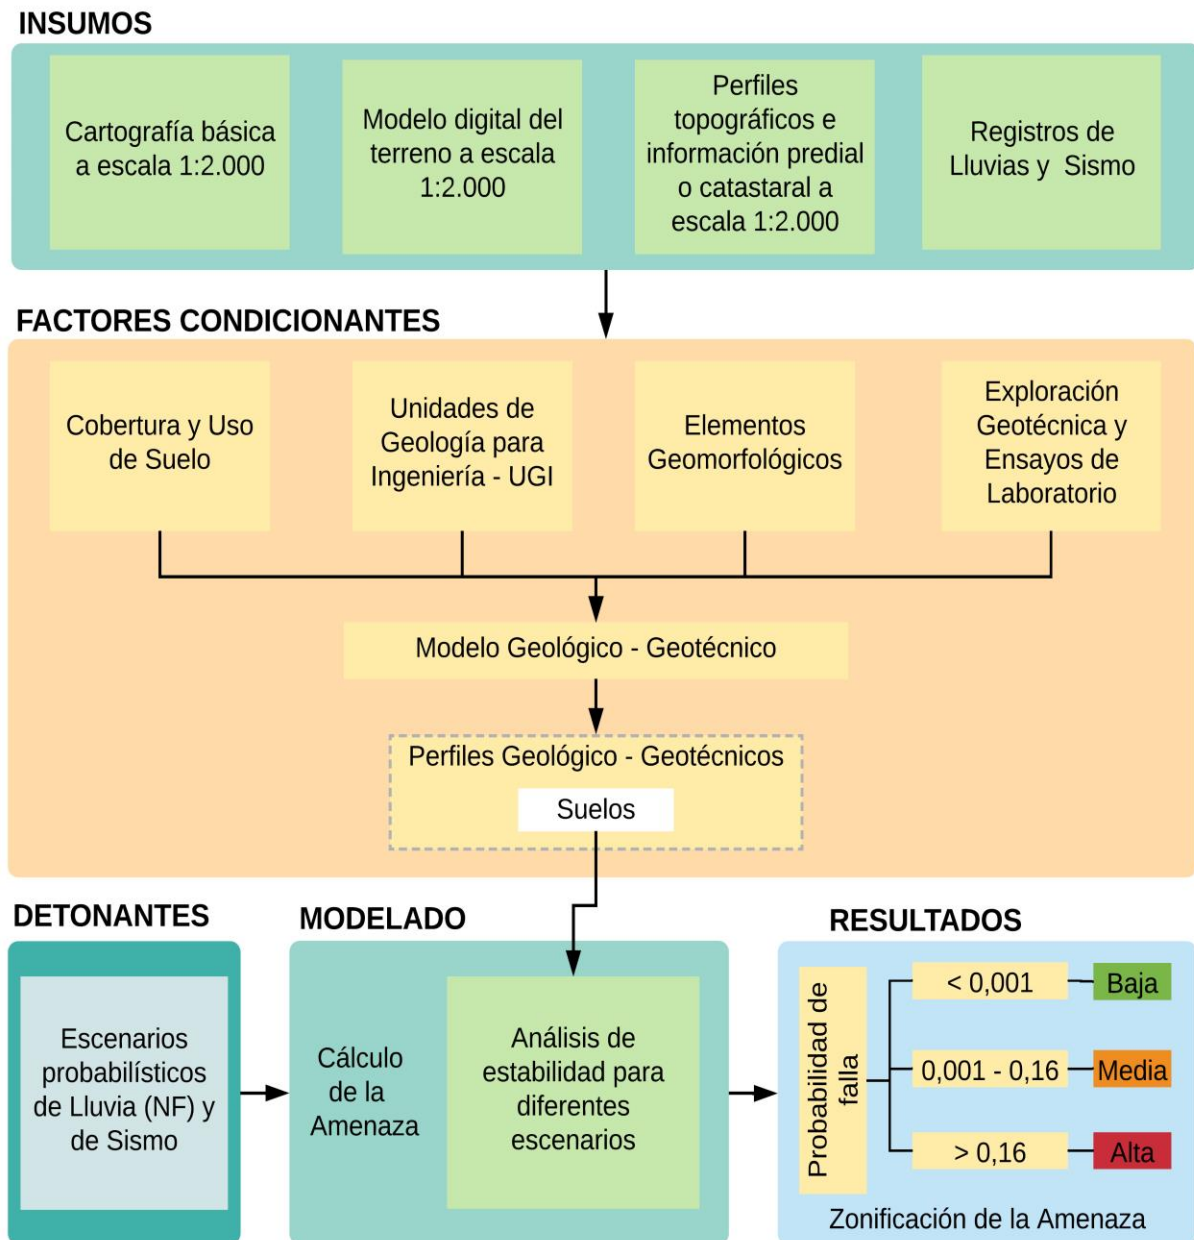 INSUMOS
Cartografía básica
a escala 1:2.000
Modelo digital del
terreno a escala
1:2.000
Perfiles
topográficos e
información predial
o catastaral a
escala 1:2.000
Registros de
Lluvias y Sismo
FACTORES CONDICIONANTES
Cobertura y Uso
de Suelo
Unidades de
Geología para
Ingeniería - UGI
Elementos
Geomorfológicos
Exploración
Geotécnica y
Ensayos de
Laboratorio
Modelo Geológico - Geotécnico
Perfiles Geológico - Geotécnicos
Suelos
DETONANTES
Escenarios
probabilísticos
de Lluvia (NF) y
de Sismo
MODELADO
Cálculo
de la
Amenaza
Análisis de
estabilidad para
diferentes
escenarios
RESULTADOS
Probabilidad de
falla
< 0,001
Baja
0,001 - 0,16
Media
> 0,16
Alta
Zonificación de la Amenaza